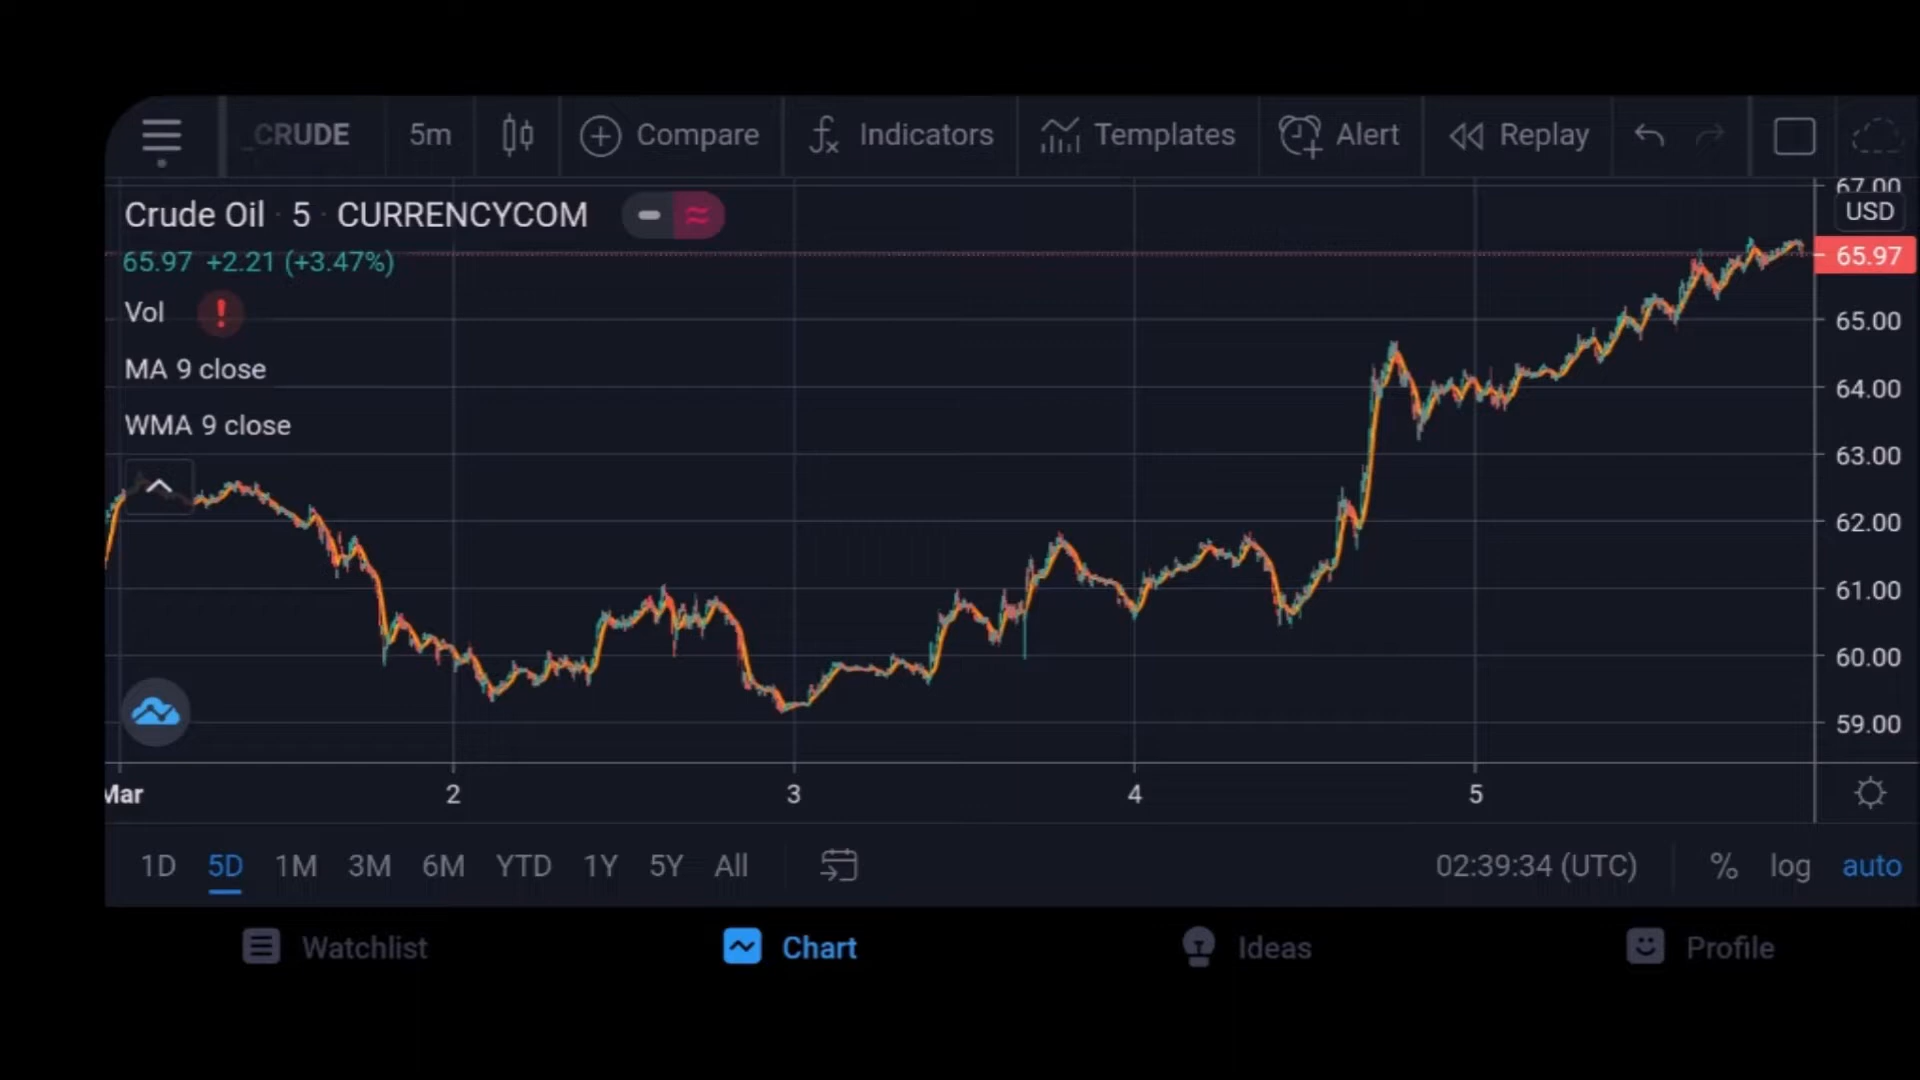 CRUDE 5m Compare Indicators Templates Alert Replay
67.00
Crude Oil · 5 · CURRENCYCOM
USD
65.97 +2.21 (+3.47%)
65.97
Vol !
65.00
MA 9 close
64.00
WMA 9 close
63.00
62.00
61.00
60.00
59.00
Mar 2 3 4 5
1D 5D 1M 3M 6M YTD 1Y 5Y All 02:39:34 (UTC) % log auto
Watchlist Chart Ideas Profile